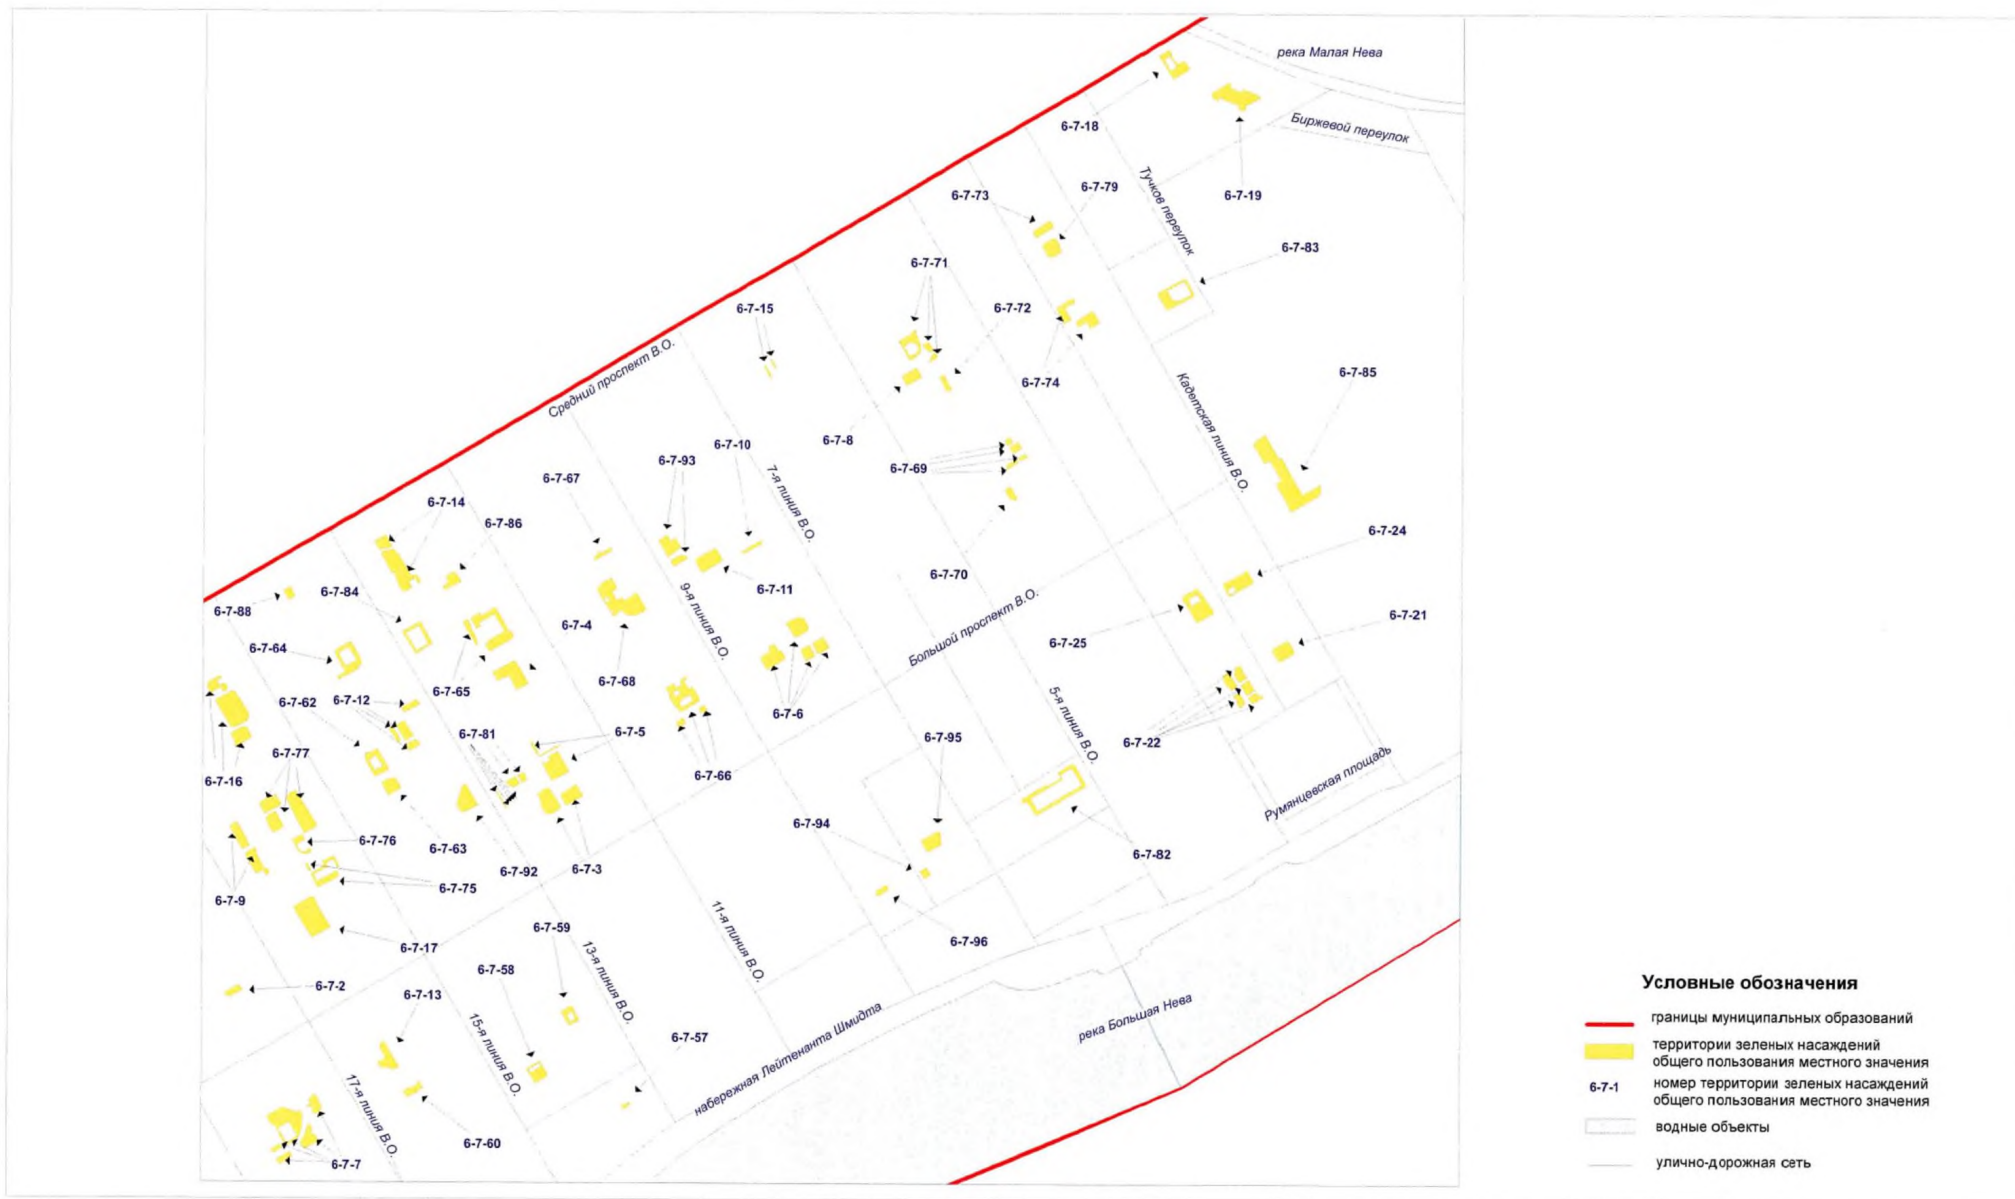 река Малая Нева
Биржевой переулок
6-7-18
6-7-19
Тучков переулок
6-7-73
6-7-79
6-7-83
6-7-71
6-7-72
6-7-15
Средний проспект В.О.
6-7-74
6-7-85
Кадетская линия В.О.
6-7-8
6-7-10
6-7-93
6-7-69
6-7-67
7-я линия В.О.
6-7-14
6-7-86
6-7-24
6-7-70
6-7-11
6-7-84
6-7-88
9-я линия В.О.
6-7-4
Большой проспект В.О.
6-7-21
6-7-25
6-7-64
6-7-68
6-7-65
6-7-62
6-7-12
6-7-6
5-я линия В.О.
6-7-22
6-7-81
6-7-5
6-7-95
6-7-77
6-7-16
6-7-66
Румянцевская площадь
6-7-94
6-7-76
6-7-63
6-7-82
6-7-92
6-7-3
6-7-75
6-7-9
11-я линия В.О.
6-7-59
6-7-17
13-я линия В.О.
6-7-96
6-7-58
6-7-2
6-7-13
15-я линия В.О.
6-7-57
набережная Лейтенанта Шмидта
река Большая Нева
17-я линия В.О.
6-7-60
6-7-7
Условные обозначения
границы муниципальных образований
территории зеленых насаждений
общего пользования местного значения
6-7-1
номер территории зеленых насаждений
общего пользования местного значения
водные объекты
улично-дорожная сеть